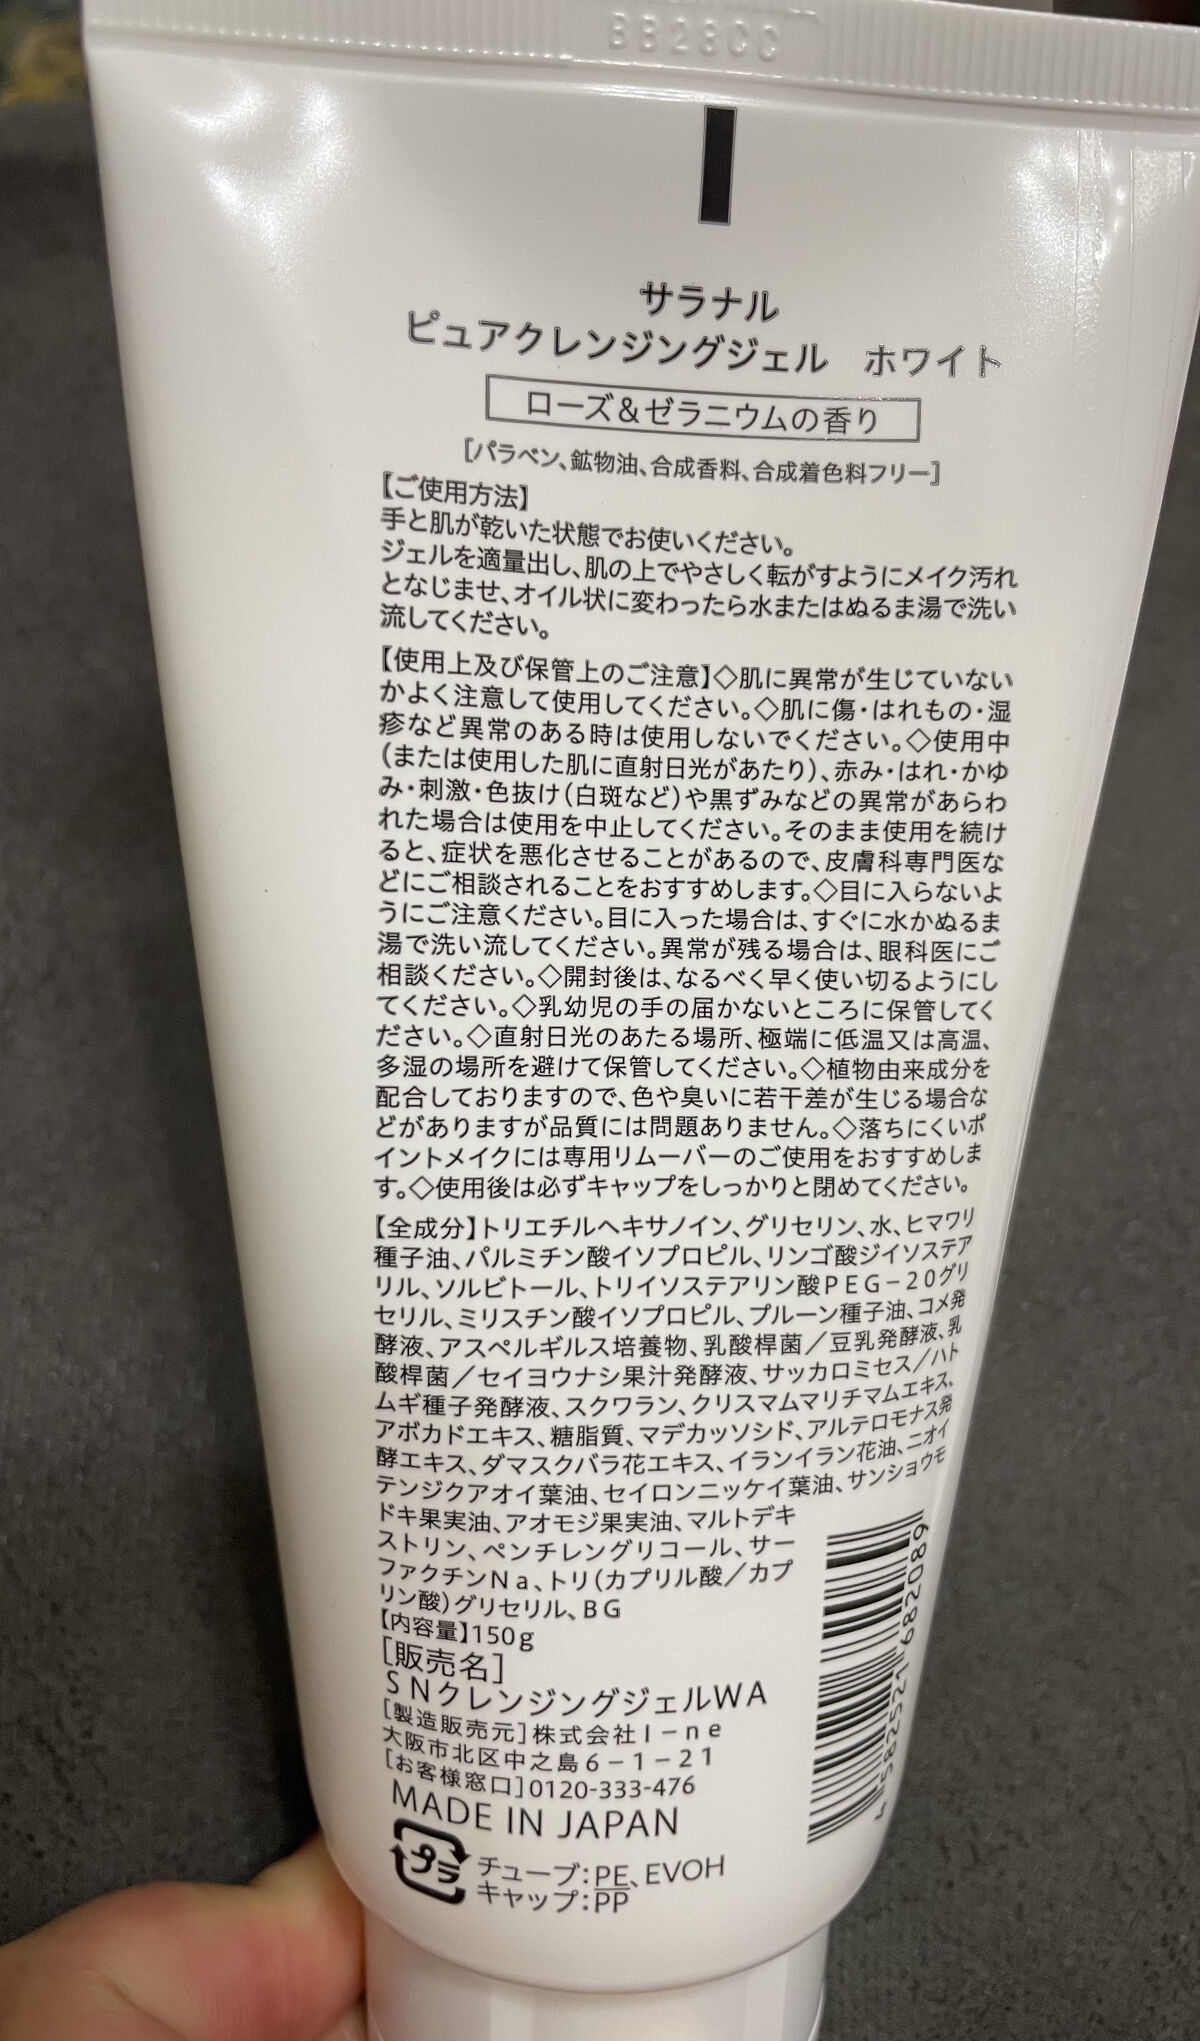 BB28CC
サラナル
ピュアクレンジングジェル　ホワイト
ローズ&ゼラニウムの香り
[パラベン、鉱物油、合成香料、合成着色料フリー]
【ご使用方法】
手と肌が乾いた状態でお使いください。
ジェルを適量出し、肌の上でやさしく転がすようにメイク汚れ
となじませ、オイル状に変わったら水またはぬるま湯で洗い
流してください。
【使用上及び保管上のご注意】◇肌に異常が生じていない
かよく注意して使用してください。◇肌に傷・はれもの・湿
疹など異常のある時は使用しないでください。◇使用中
(または使用した肌に直射日光があたり)、赤み・はれ・かゆ
み・刺激・色抜け(白斑など)や黒ずみなどの異常があらわ
れた場合は使用を中止してください。そのまま使用を続け
ると、症状を悪化させることがあるので、皮膚科専門医な
どにご相談されることをおすすめします。◇目に入らないよ
うにご注意ください。目に入った場合は、すぐに水かぬるま
湯で洗い流してください。異常が残る場合は、眼科医にご
相談ください。◇開封後は、なるべく早く使い切るようにし
てください。◇乳幼児の手の届かないところに保管してく
ださい。◇直射日光のあたる場所、極端に低温又は高温、
多湿の場所を避けて保管してください。◇植物由来成分を
配合しておりますので、色や臭いに若干差が生じる場合な
どがありますが品質には問題ありません。◇落ちにくいポ
イントメイクには専用リムーバーのご使用をおすすめしま
す。◇使用後は必ずキャップをしっかりと閉めてください。
【全成分】トリエチルヘキサノイン、グリセリン、水、ヒマワリ
種子油、パルミチン酸イソプロピル、リンゴ酸ジイソステア
リル、ソルビトール、トリイソステアリン酸PEG-20グリ
セリル、ミリスチン酸イソプロピル、プルーン種子油、コメ発
酵液、アスペルギルス培養物、乳酸桿菌/豆乳発酵液、乳
酸桿菌/セイヨウナシ果汁発酵液、サッカロミセス/ハト
ムギ種子発酵液、スクワラン、クリスマムマリチマムエキス、
アボカドエキス、糖脂質、マデカッソシド、アルテロモナス発
酵エキス、ダマスクバラ花エキス、イランイラン花油、ニオイ
テンジクアオイ葉油、セイロンニッケイ葉油、サンショウモ
ドキ果実油、アオモジ果実油、マルトデキ
ストリン、ペンチレングリコール、サー
ファクチンNa、トリ(カプリル酸/カプ
リン酸)グリセリル、BG
【内容量】150g
[販売名]
SNクレンジングジェルWA
[製造販売元]株式会社I-ne
大阪市北区中之島6-1-21
[お客様窓口]0120-333-476
MADE IN JAPAN
プラ
チューブ:PE、EVOH
キャップ:PP
4 582521 682089